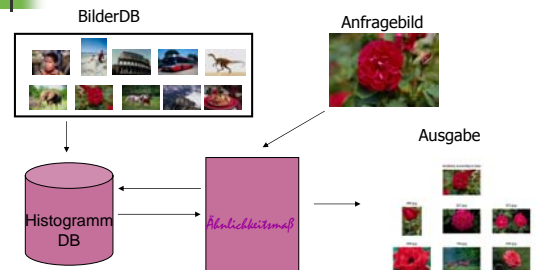 BilderDB
Anfragebild
Ausgabe
Histogramm
DB
Ähnlichkeitsmaß